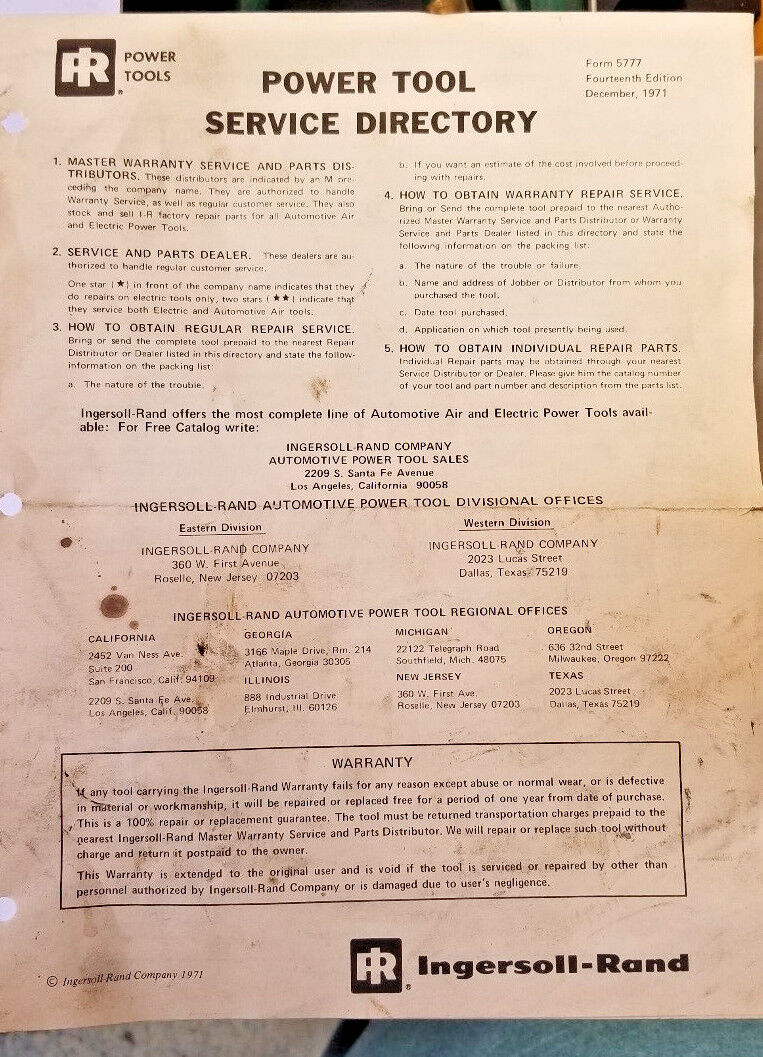 IR POWER
TOOLS
®
POWER TOOL
SERVICE DIRECTORY
Form 5777
Fourteenth Edition
December, 1971
1. MASTER WARRANTY SERVICE AND PARTS DIS-
TRIBUTORS. These distributors are indicated by an M pre-
ceding the company name. They are authorized to handle
Warranty Service, as well as regular customer service. They also
stock and sell I-R factory repair parts for all Automotive Air
and Electric Power Tools.
2. SERVICE AND PARTS DEALER. These dealers are au-
thorized to handle regular customer service.
One star (★) in front of the company name indicates that they
do repairs on electric tools only, two stars (★★) indicate that
they service both Electric and Automotive Air tools.
3. HOW TO OBTAIN REGULAR REPAIR SERVICE.
Bring or send the complete tool prepaid to the nearest Repair
Distributor or Dealer listed in this directory and state the follow-
information on the packing list:
a. The nature of the trouble.
b. If you want an estimate of the cost involved before proceed-
ing with repairs.
4. HOW TO OBTAIN WARRANTY REPAIR SERVICE.
Bring or Send the complete tool prepaid to the nearest Autho-
rized Master Warranty Service and Parts Distributor or Warranty
Service and Parts Dealer listed in this directory and state the
following information on the packing list:
a. The nature of the trouble or failure.
b. Name and address of Jobber or Distributor from whom you
purchased the tool.
c. Date tool purchased.
d. Application on which tool presently being used.
5. HOW TO OBTAIN INDIVIDUAL REPAIR PARTS.
Individual Repair parts may be obtained through your nearest
Service Distributor or Dealer. Please give him the catalog number
of your tool and part number and description from the parts list.
Ingersoll-Rand offers the most complete line of Automotive Air and Electric Power Tools avail-
able: For Free Catalog write:
INGERSOLL-RAND COMPANY
AUTOMOTIVE POWER TOOL SALES
2209 S. Santa Fe Avenue
Los Angeles, California 90058
INGERSOLL-RAND AUTOMOTIVE POWER TOOL DIVISIONAL OFFICES
Eastern Division
INGERSOLL-RAND COMPANY
360 W. First Avenue
Roselle, New Jersey 07203
Western Division
INGERSOLL-RAND COMPANY
2023 Lucas Street
Dallas, Texas 75219
INGERSOLL-RAND AUTOMOTIVE POWER TOOL REGIONAL OFFICES
CALIFORNIA
2452 Van Ness Ave.
Suite 200
San Francisco, Calif. 94109
2209 S. Santa Fe Ave.
Los Angeles, Calif. 90058
GEORGIA
3166 Maple Drive, Rm. 214
Atlanta, Georgia 30305
ILLINOIS
888 Industrial Drive
Elmhurst, Ill. 60126
MICHIGAN
22122 Telegraph Road
Southfield, Mich. 48075
NEW JERSEY
360 W. First Ave.
Roselle, New Jersey 07203
OREGON
636 32nd Street
Milwaukee, Oregon 97222
TEXAS
2023 Lucas Street
Dallas, Texas 75219
WARRANTY
If any tool carrying the Ingersoll-Rand Warranty fails for any reason except abuse or normal wear, or is defective
in material or workmanship, it will be repaired or replaced free for a period of one year from date of purchase.
This is a 100% repair or replacement guarantee. The tool must be returned transportation charges prepaid to the
nearest Ingersoll-Rand Master Warranty Service and Parts Distributor. We will repair or replace such tool without
charge and return it postpaid to the owner.
This Warranty is extended to the original user and is void if the tool is serviced or repaired by other than
personnel authorized by Ingersoll-Rand Company or is damaged due to user's negligence.
© Ingersoll-Rand Company 1971
IR® Ingersoll-Rand